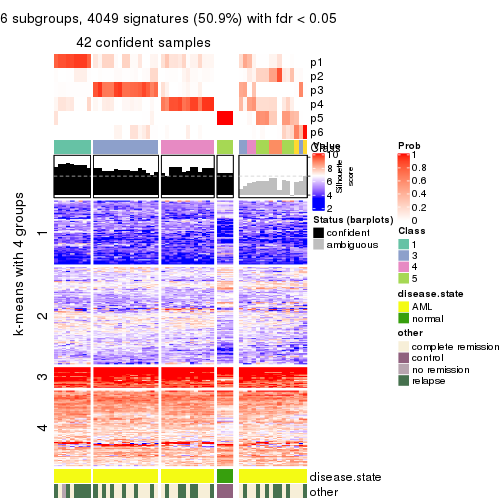 6 subgroups, 4049 signatures (50.9%) with fdr < 0.05
42 confident samples
p1
p2
p3
p4
p5
p6
Class
Value
10
8
6
4
2
Silhouette
score
Prob
1
0.8
0.6
0.4
0.2
0
Status (barplots)
confident
ambiguous
Class
1
3
4
5
disease.state
AML
normal
other
complete remission
control
no remission
relapse
k-means with 4 groups
1
2
3
4
disease.state
other